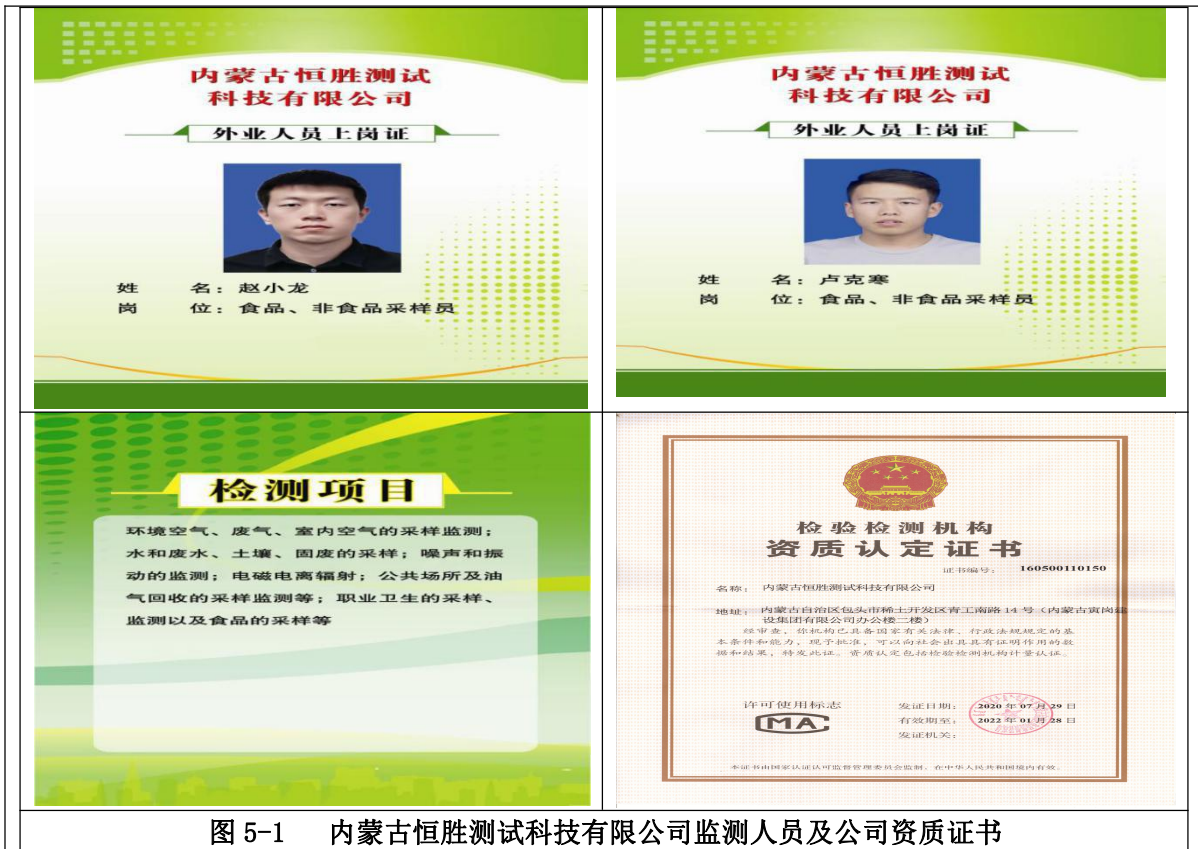 内蒙古恒胜测试
科技有限公司
外业人员上岗证
姓 名：赵小龙
岗 位：食品、非食品采样员
内蒙古恒胜测试
科技有限公司
外业人员上岗证
姓 名：卢克寒
岗 位：食品、非食品采样员
检测项目
环境空气、废气、室内空气的采样监测；
水和废水、土壤、固废的采样；噪声和振
动的监测；电磁电离辐射；公共场所及油
气回收的采样监测等；职业卫生的采样、
监测以及食品的采样等
检验检测机构
资质认定证书
证书编号：160500110150
名称：内蒙古恒胜测试科技有限公司
地址：内蒙古自治区包头市稀土开发区青工南路14号（内蒙古寅岗建
设集团有限公司办公楼二楼）
经审查，你机构已具备国家有关法律、行政法规规定的基
本条件和能力，现予批准，可以向社会出具具有证明作用的数
据和结果，特发此证。资质认定包括检验检测机构计量认证。
许可使用标志
MA
发证日期：2020年07月29日
有效期至：2022年01月28日
发证机关：
本证书由国家认证认可监督管理委员会监制，在中华人民共和国境内有效。
图 5-1 内蒙古恒胜测试科技有限公司监测人员及公司资质证书